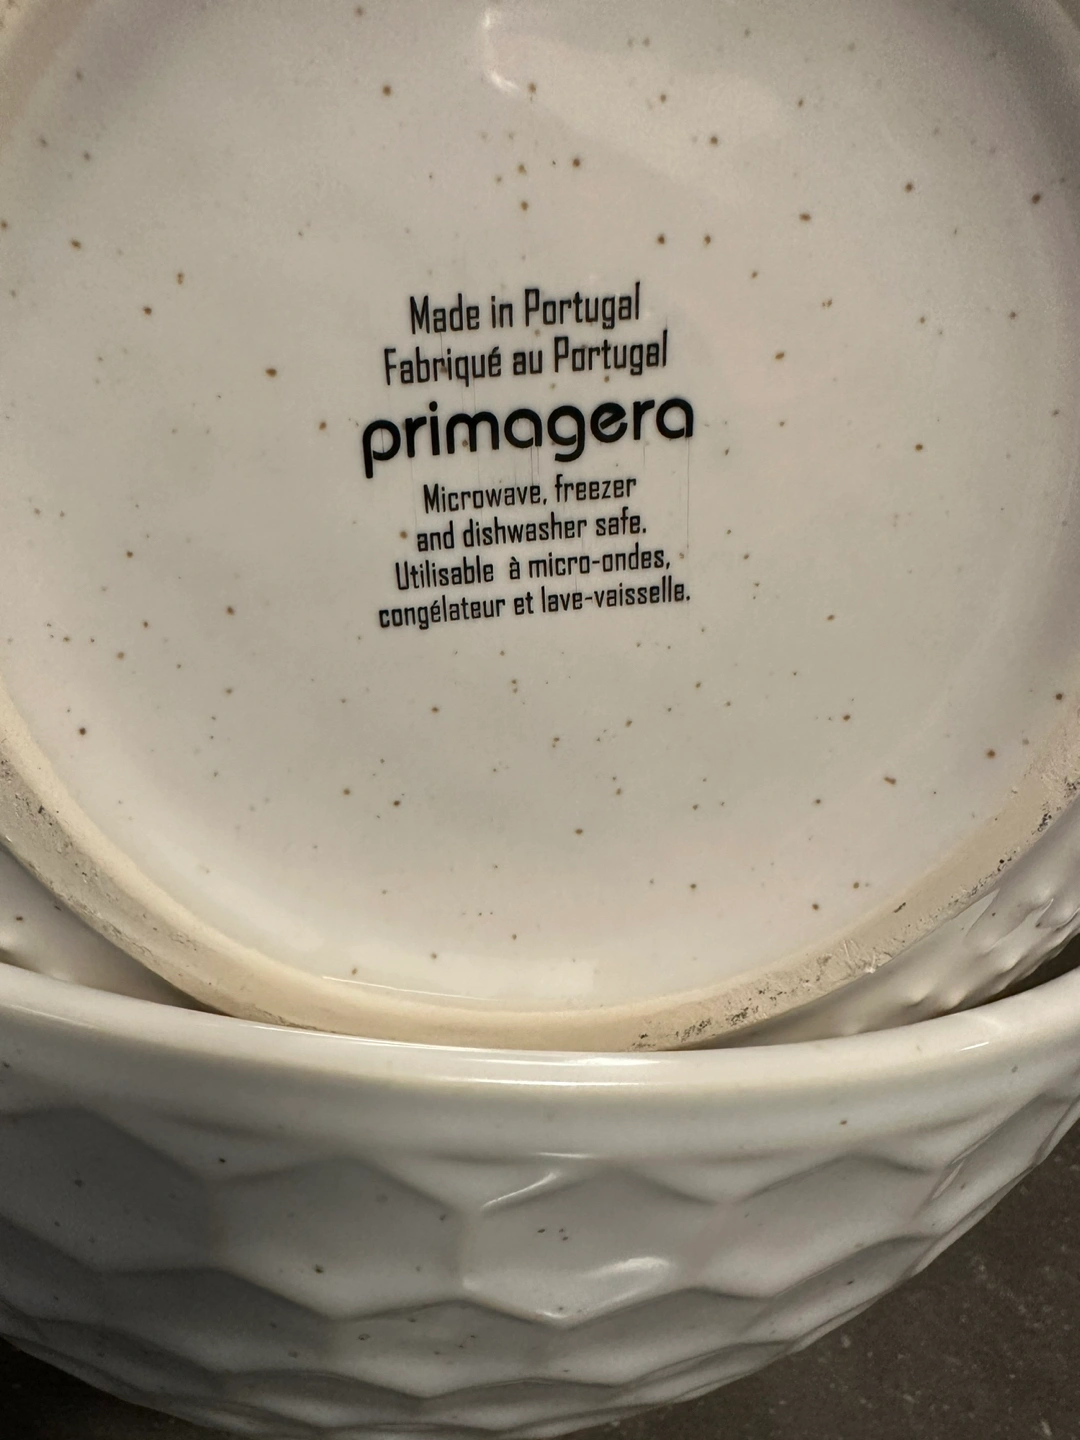 Made in Portugal
Fabriqué au Portugal
primagera
Microwave, freezer
and dishwasher safe.
Utilisable à micro-ondes,
congélateur et lave-vaisselle.